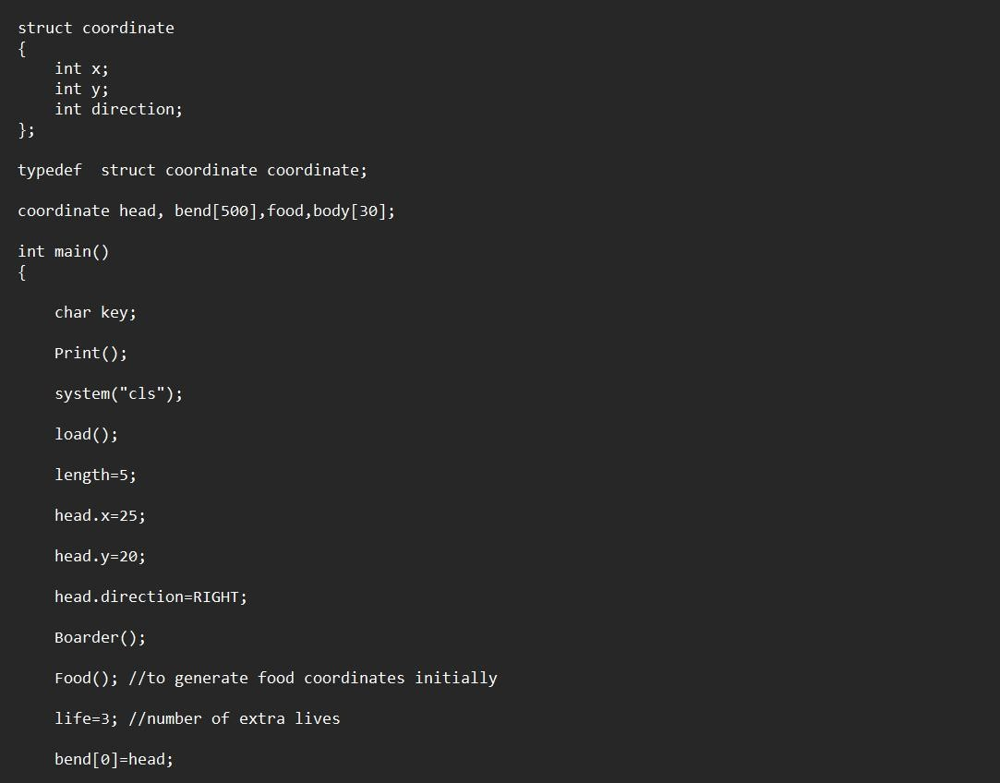 struct coordinate
{
    int x;
    int y;
    int direction;
};
typedef  struct coordinate coordinate;
coordinate head, bend[500],food,body[30];
int main()
{
    char key;
    Print();
    system("cls");
    load();
    length=5;
    head.x=25;
    head.y=20;
    head.direction=RIGHT;
    Boarder();
    Food(); //to generate food coordinates initially
    life=3; //number of extra lives
    bend[0]=head;